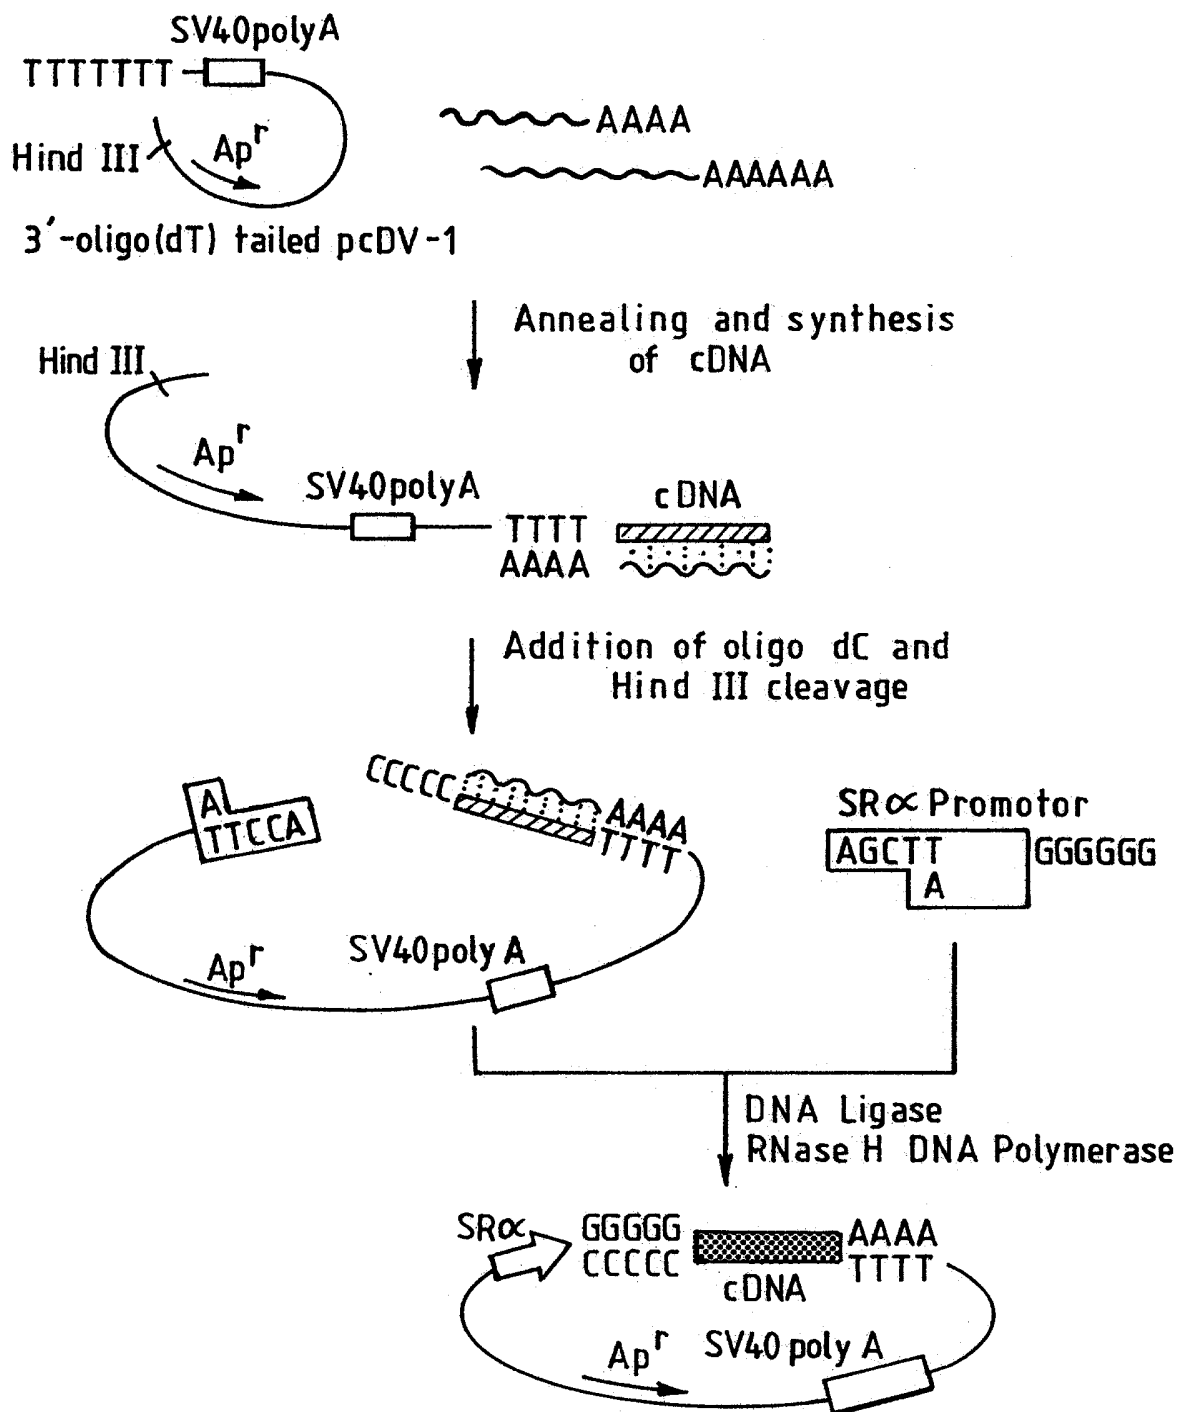 SV40polyA
TTTTTTT
AAAA
Hind III
Ap^r
AAAAAA
3′-oligo(dT) tailed pcDV-1
Annealing and synthesis
of cDNA
Hind III
Ap^r
SV40polyA
cDNA
TTTT
AAAA
Addition of oligo dC and
Hind III cleavage
CCCCC
A
TTCCA
AAAA
TTTT
SR∝ Promotor
AGCTT
GGGGGG
A
SV40poly A
Ap^r
DNA Ligase
RNase H DNA Polymerase
SR∝
GGGGG
AAAA
CCCCC
TTTT
cDNA
Ap^r
SV40 poly A